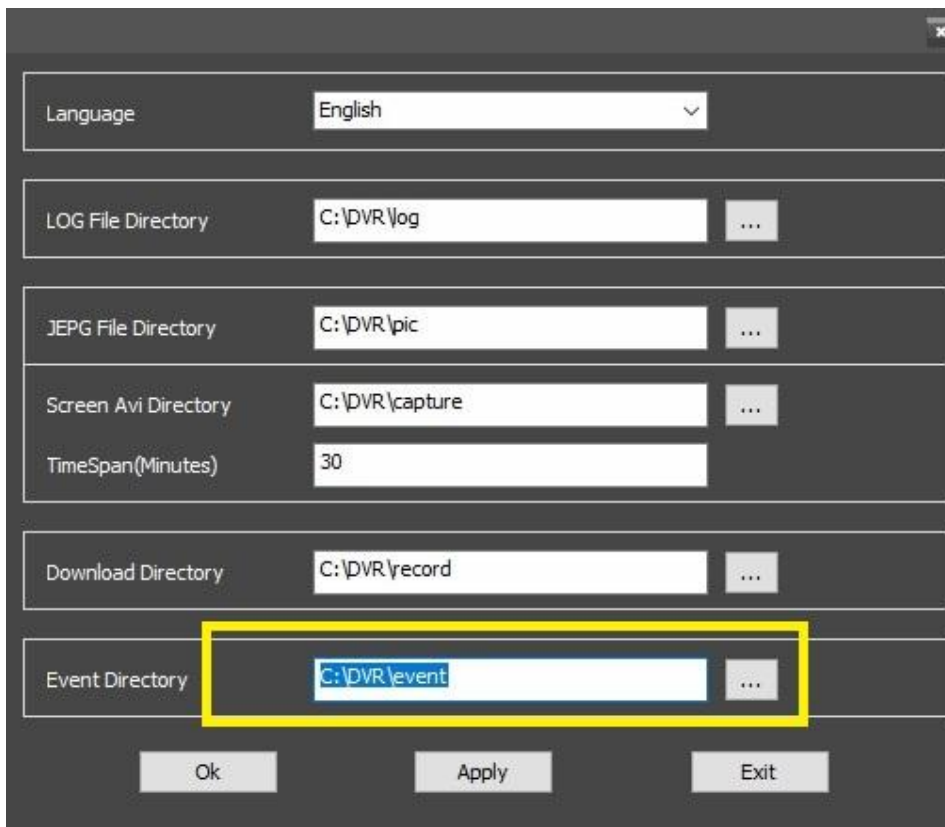 Language English
LOG File Directory C:\DVR\log ...
JEPG File Directory C:\DVR\pic ...
Screen Avi Directory C:\DVR\capture ...
TimeSpan(Minutes) 30
Download Directory C:\DVR\record ...
Event Directory C:\DVR\event ...
Ok Apply Exit